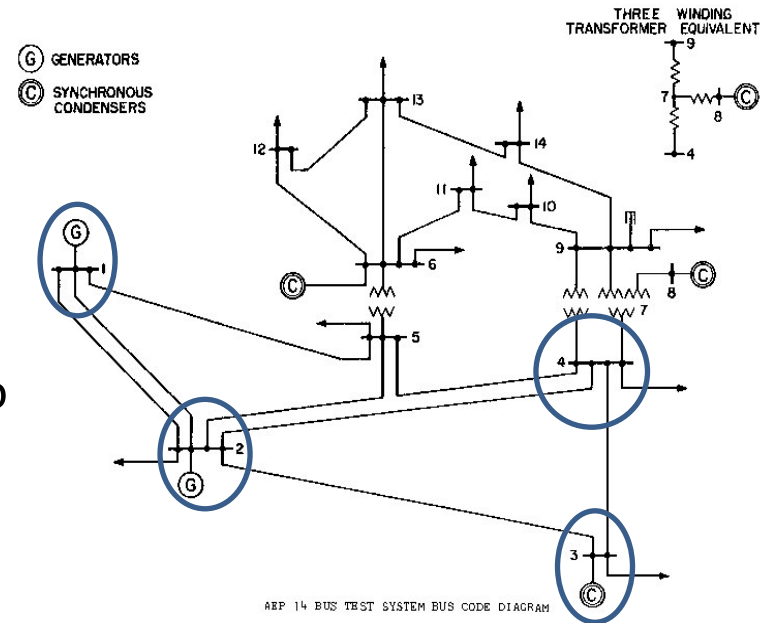 THREE WINDING
TRANSFORMER EQUIVALENT
9
7
C
8
4
G GENERATORS
C SYNCHRONOUS
CONDENSERS
13
14
12
11
10
9
G
1
6
C
C
8
7
5
4
2
G
3
C
AEP 14 BUS TEST SYSTEM BUS CODE DIAGRAM